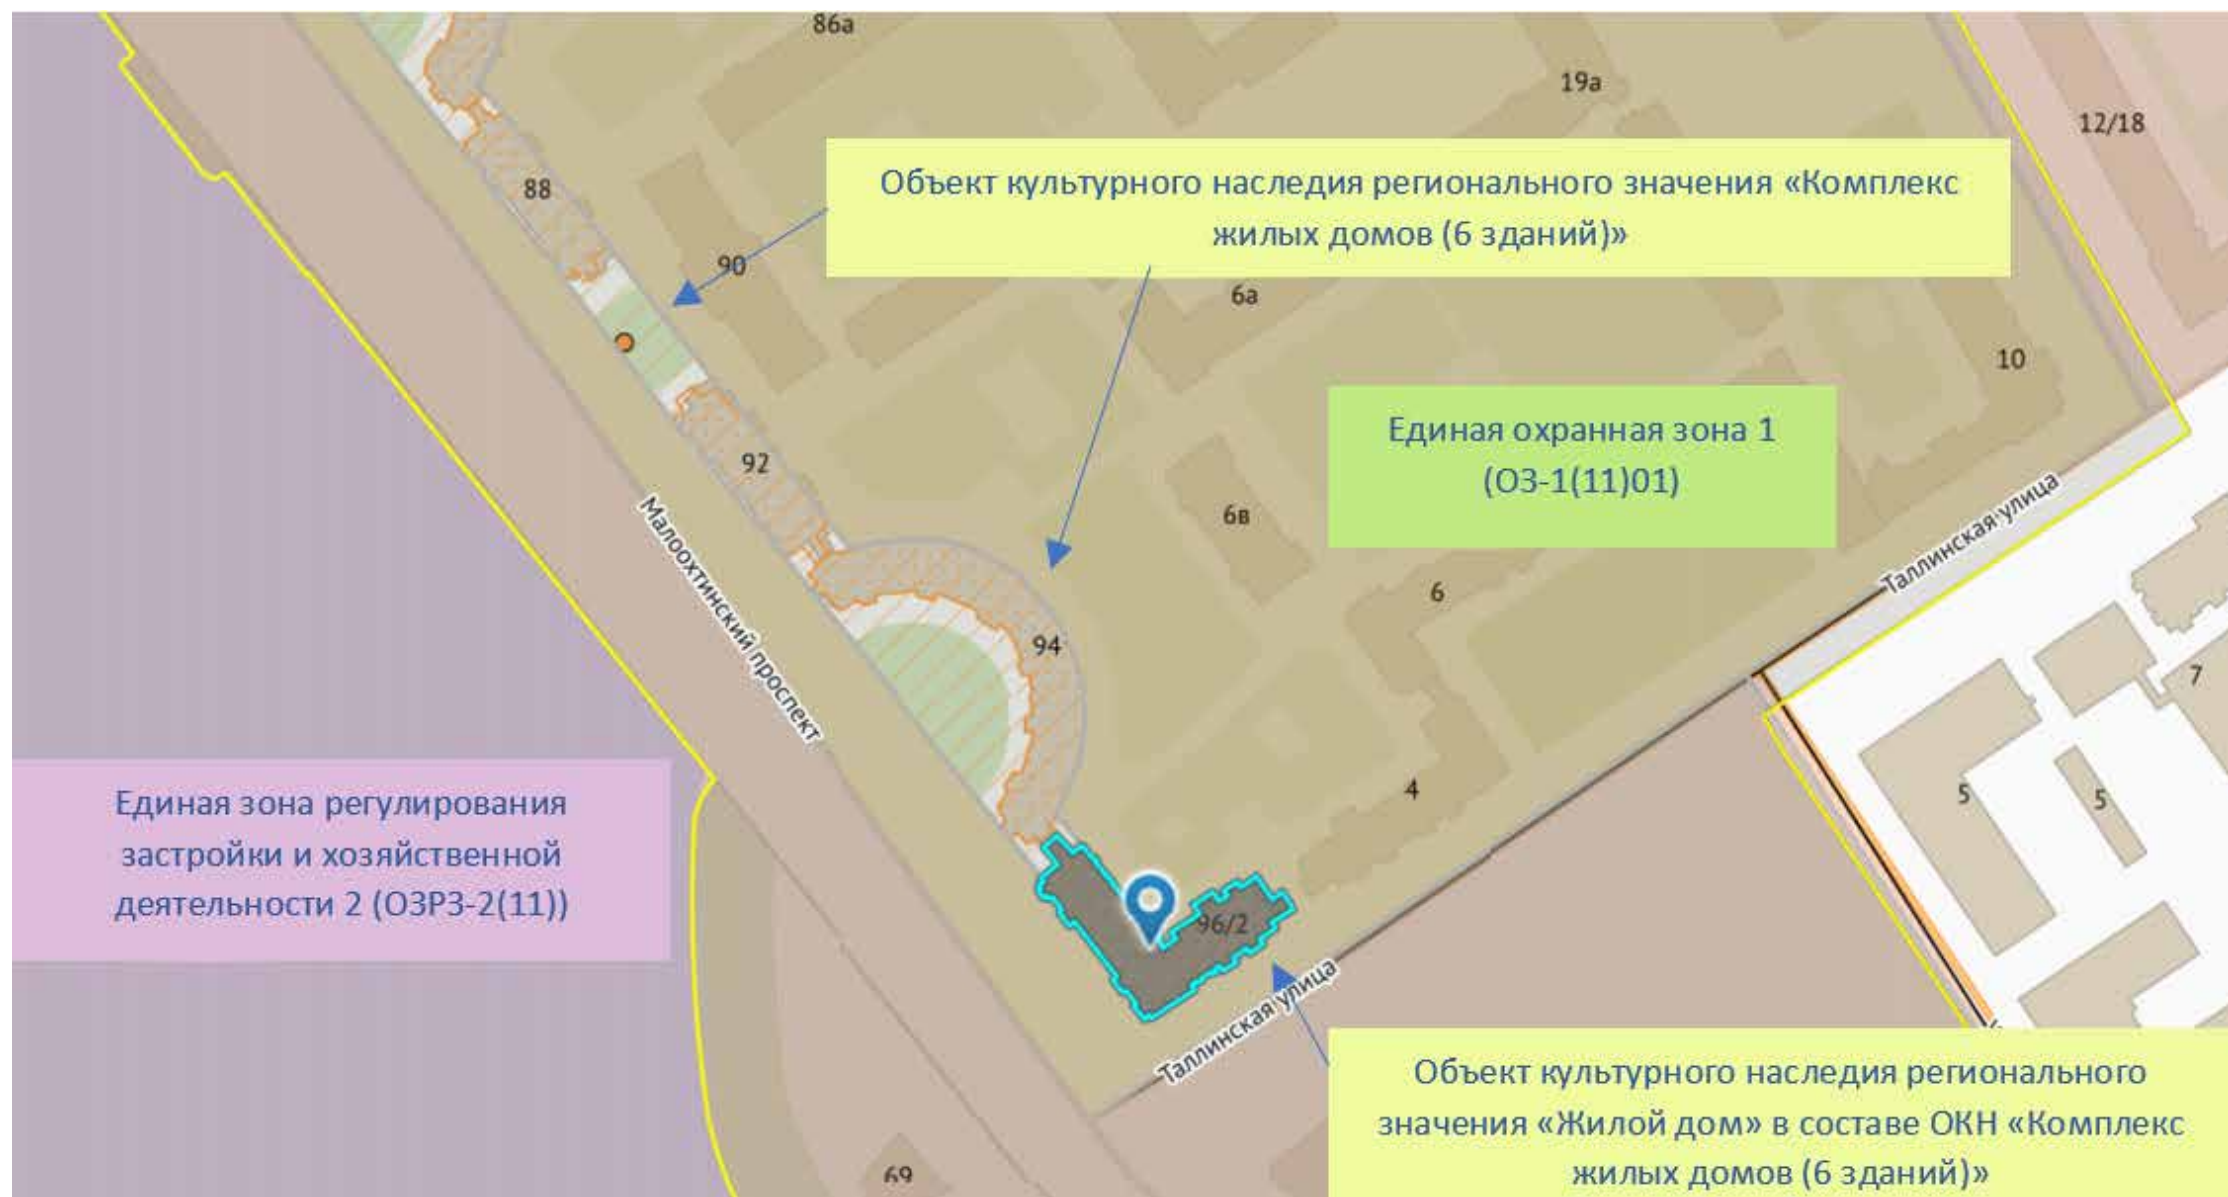 86а
19а
12/18
Объект культурного наследия регионального значения «Комплекс
жилых домов (6 зданий)»
88
90
6а
10
Единая охранная зона 1
(ОЗ-1(11)01)
92
Малоохтинский проспект
6в
Таллинская улица
6
94
7
4
5
5
Единая зона регулирования
застройки и хозяйственной
деятельности 2 (ОЗРЗ-2(11))
96/2
Таллинская улица
Объект культурного наследия регионального
значения «Жилой дом» в составе ОКН «Комплекс
жилых домов (6 зданий)»
69